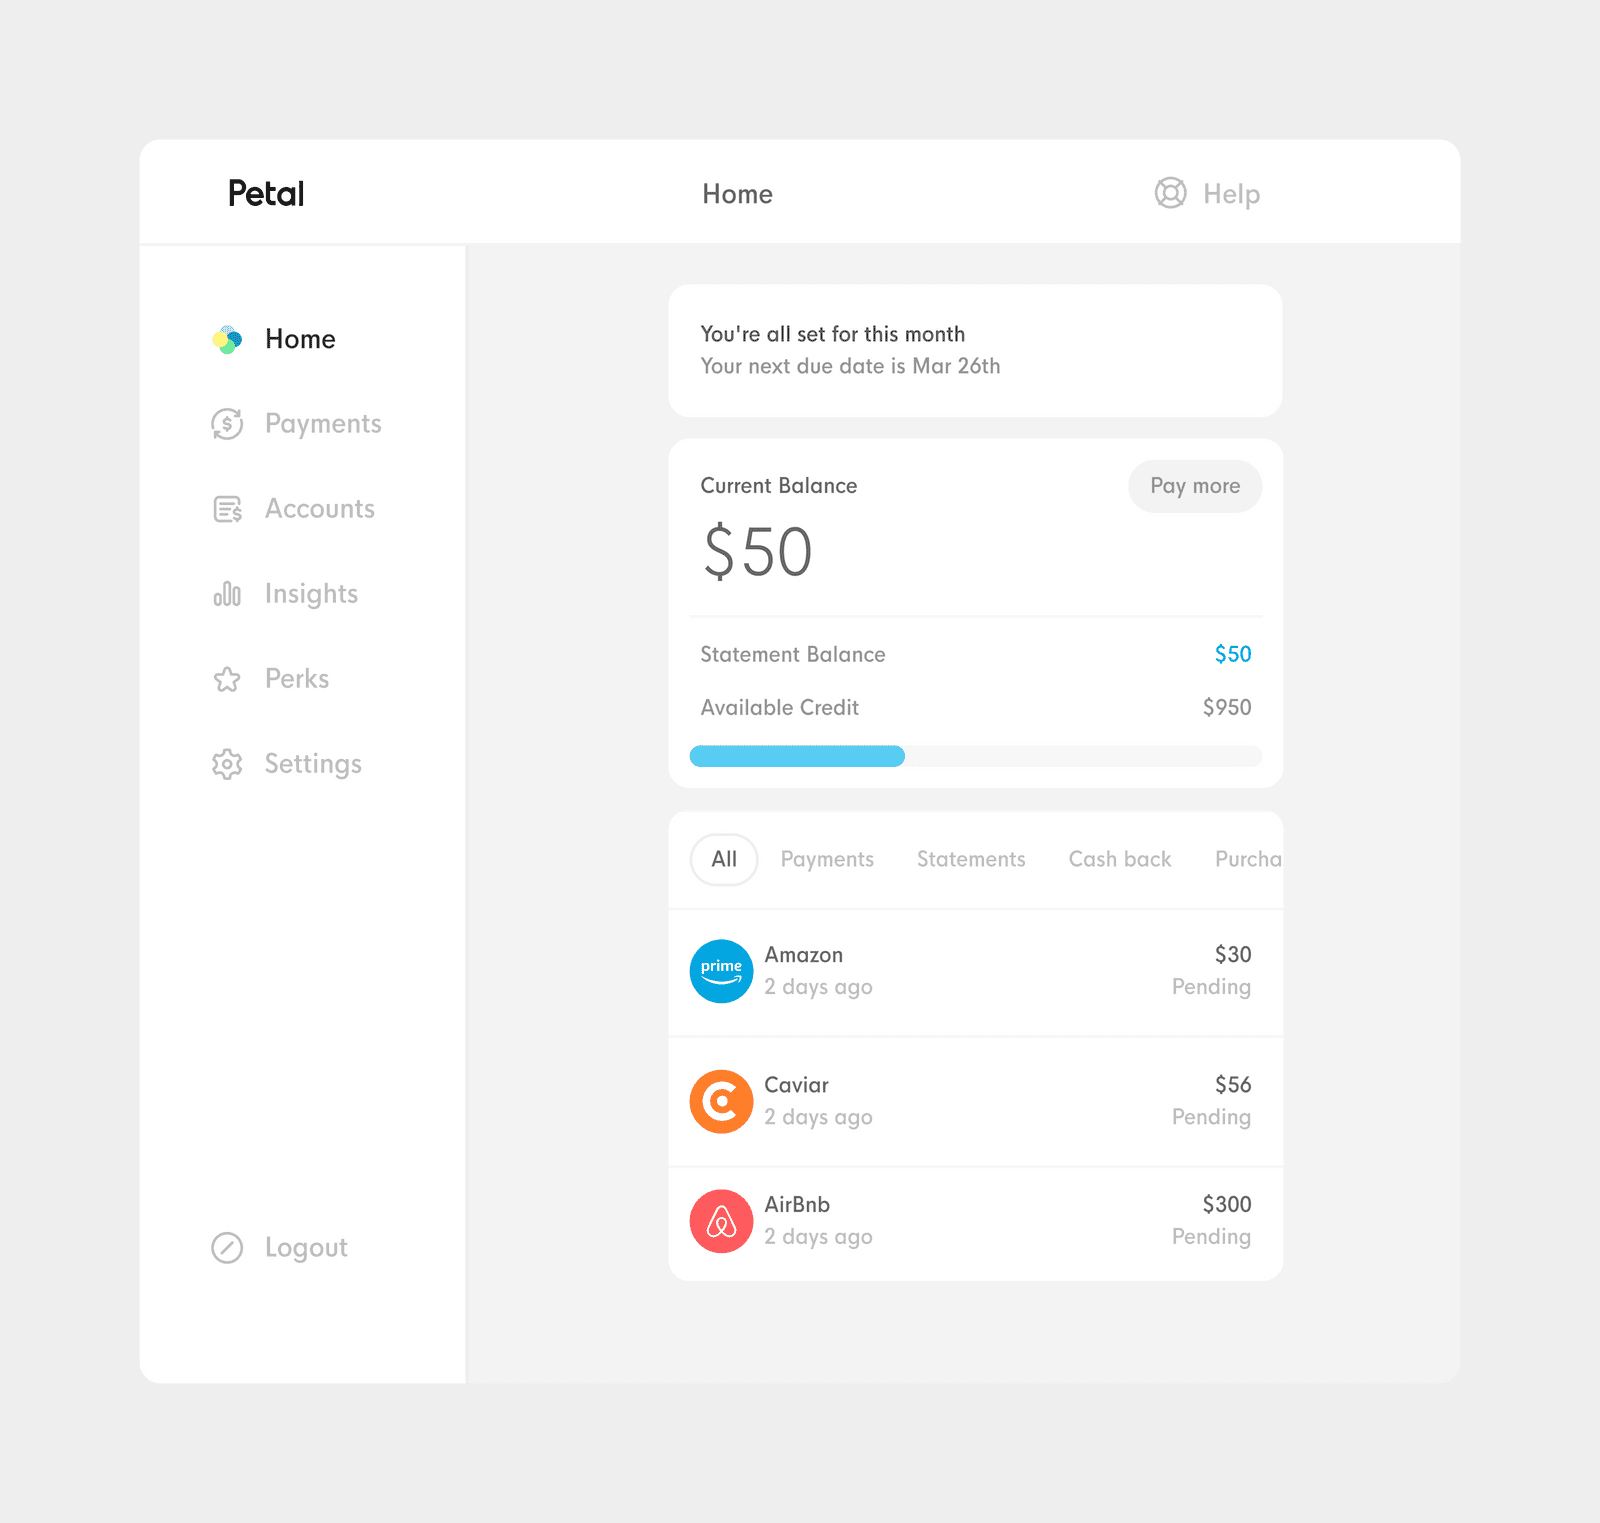 Petal
Home
Help
Home
Payments
Accounts
Insights
Perks
Settings
Logout
You're all set for this month
Your next due date is Mar 26th
Current Balance
Pay more
$50
Statement Balance $50
Available Credit $950
All Payments Statements Cash back Purcha
prime
Amazon $30
2 days ago Pending
Caviar $56
2 days ago Pending
AirBnb $300
2 days ago Pending